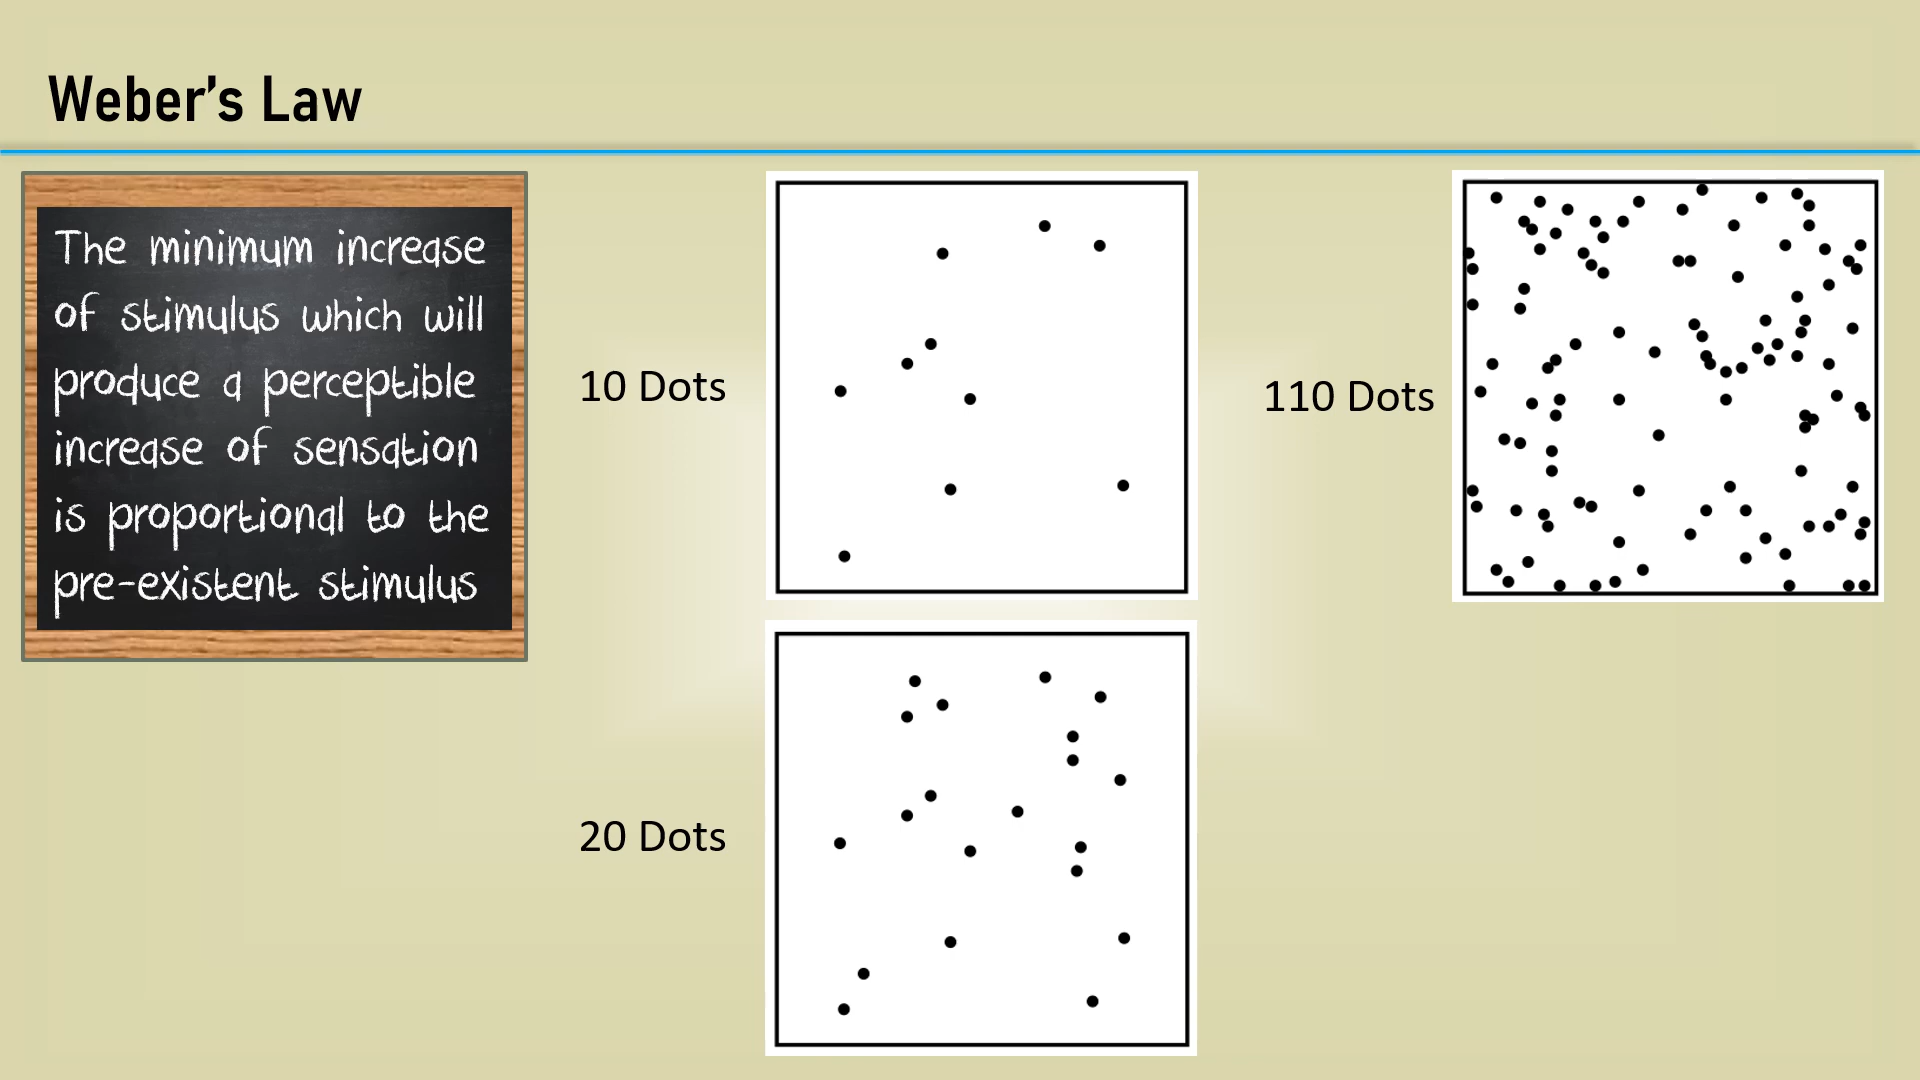 Weber's Law
The minimum increase
of stimulus which will
produce a perceptible
increase of sensation
is proportional to the
pre-existent stimulus
10 Dots
110 Dots
20 Dots